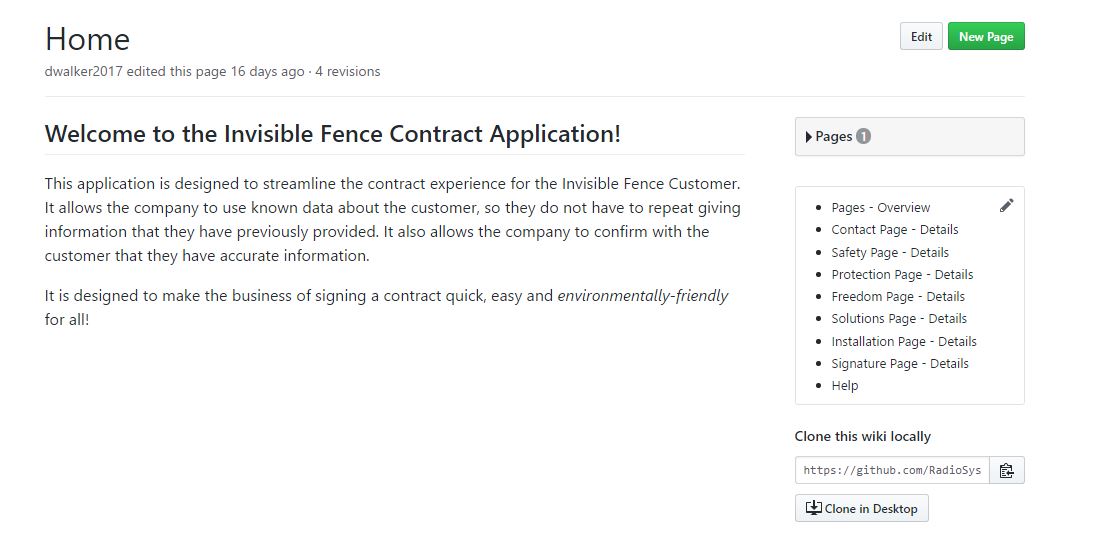 Home
Edit
New Page
dwalker2017 edited this page 16 days ago · 4 revisions
Welcome to the Invisible Fence Contract Application!
This application is designed to streamline the contract experience for the Invisible Fence Customer.
It allows the company to use known data about the customer, so they do not have to repeat giving
information that they have previously provided. It also allows the company to confirm with the
customer that they have accurate information.
It is designed to make the business of signing a contract quick, easy and environmentally-friendly
for all!
Pages 1
• Pages - Overview
• Contact Page - Details
• Safety Page - Details
• Protection Page - Details
• Freedom Page - Details
• Solutions Page - Details
• Installation Page - Details
• Signature Page - Details
• Help
Clone this wiki locally
https://github.com/RadioSys
Clone in Desktop